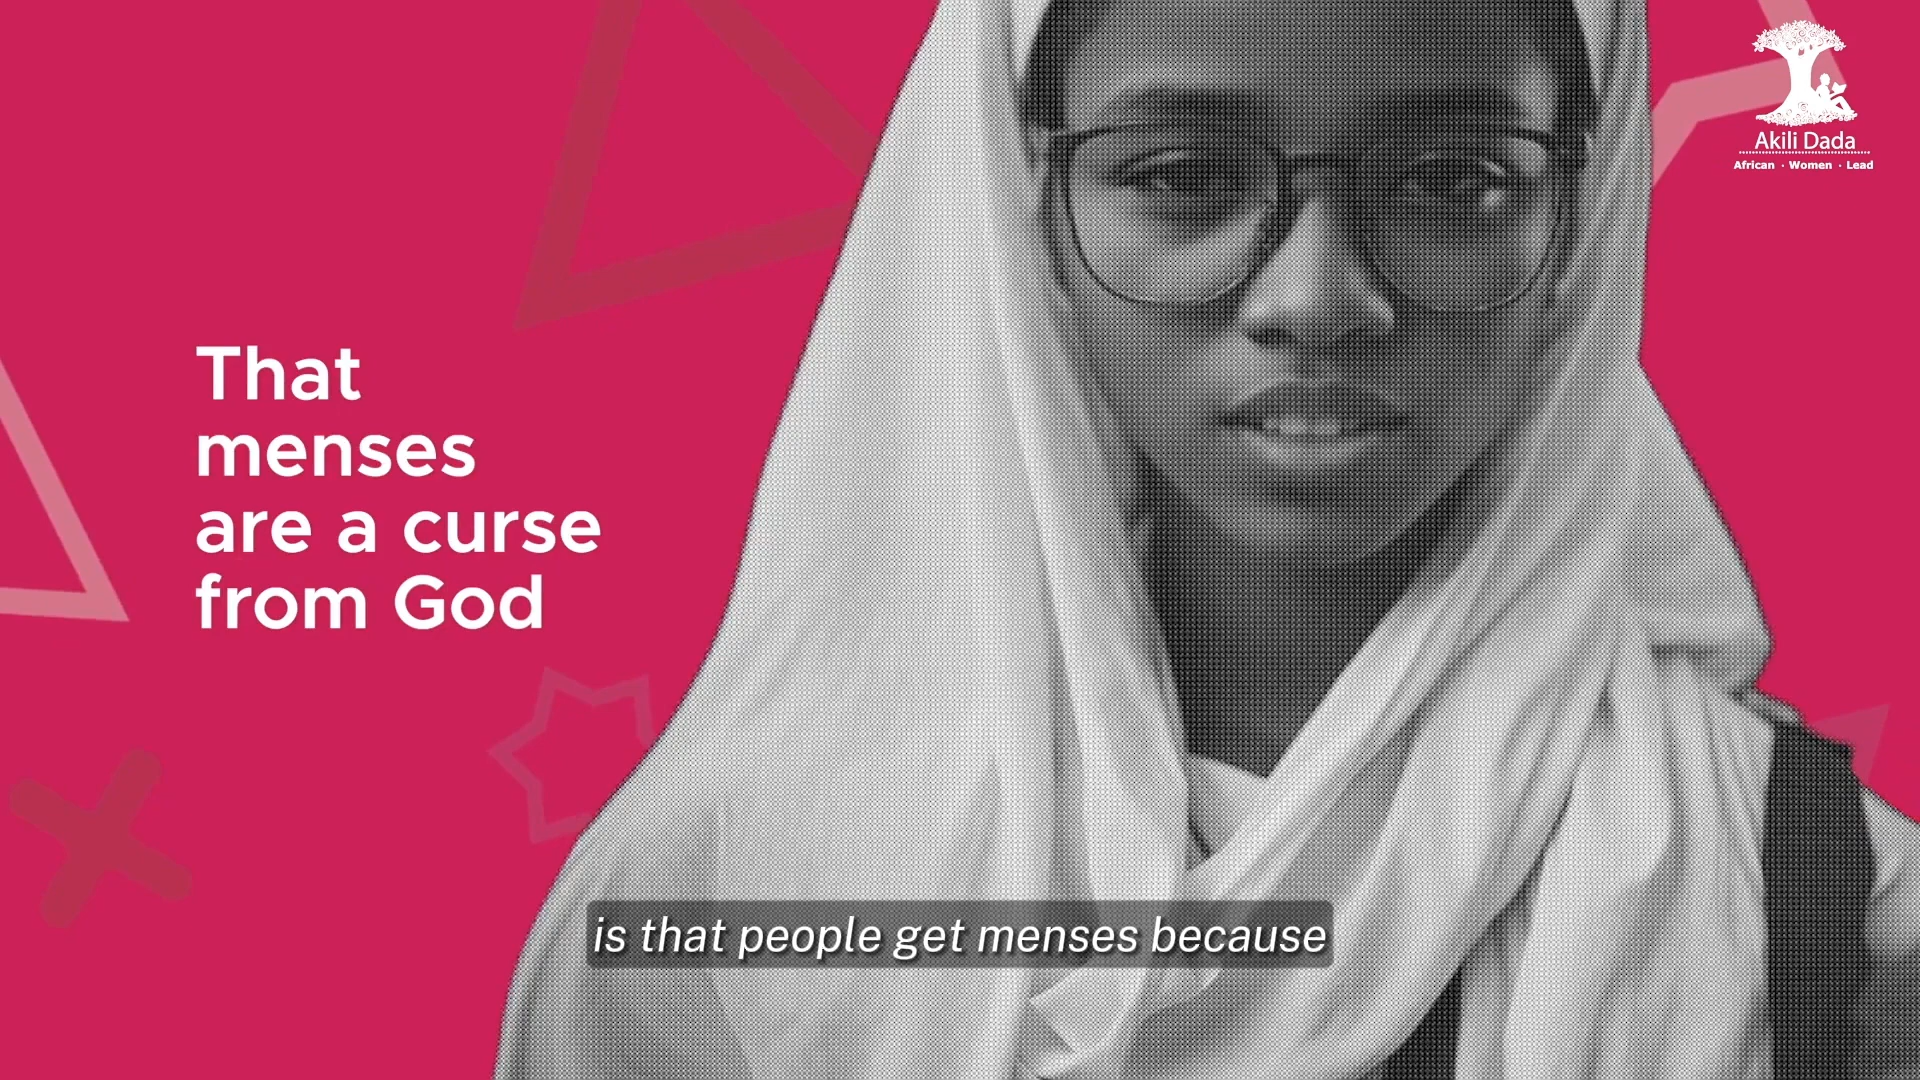 Akili Dada
African · Women · Lead
That
menses
are a curse
from God
is that people get menses because